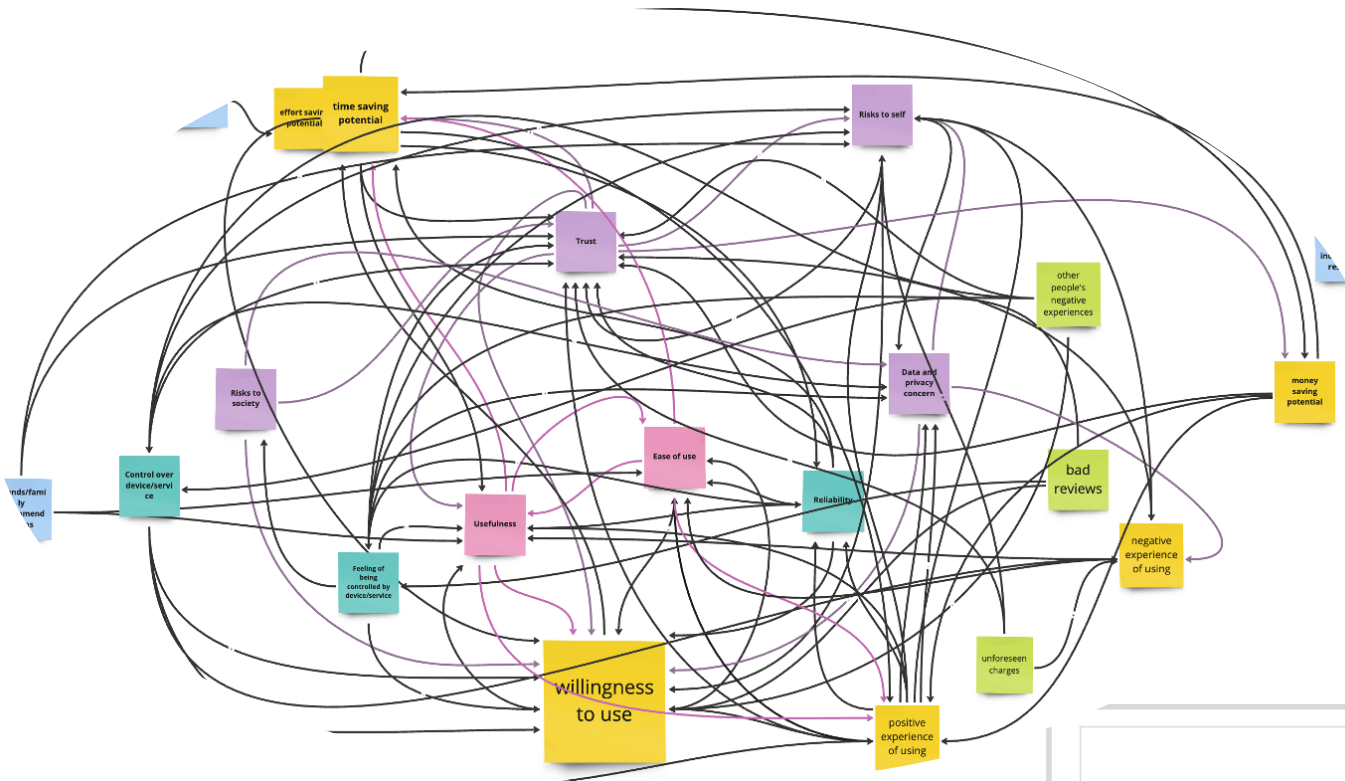 effort
potential
time saving
potential
Risks to self
Trust
other
people's
negative
experiences
Risks to
society
Data and
privacy
concern
money
saving
potential
Ease of use
Control over
device/servi
ce
bad
reviews
Reliability
Usefulness
negative
experience
of using
Feeling of
being
controlled by
device/service
unforeseen
charges
willingness
to use
positive
experience
of using